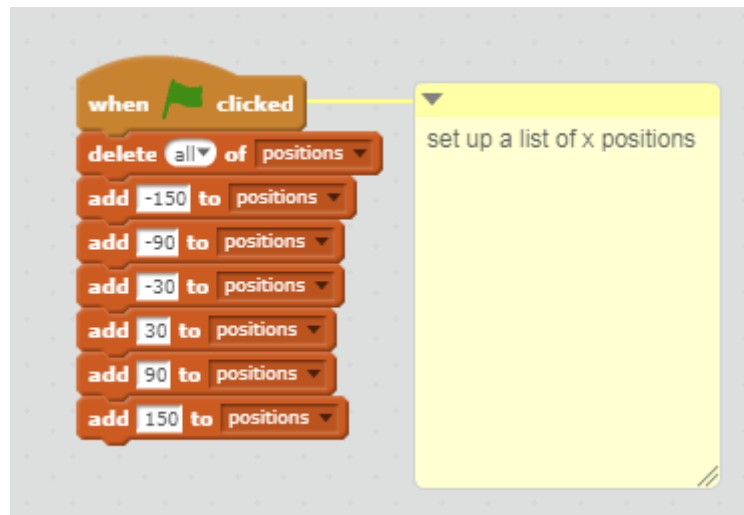 when clicked
delete all of positions
add -150 to positions
add -90 to positions
add -30 to positions
add 30 to positions
add 90 to positions
add 150 to positions
set up a list of x positions